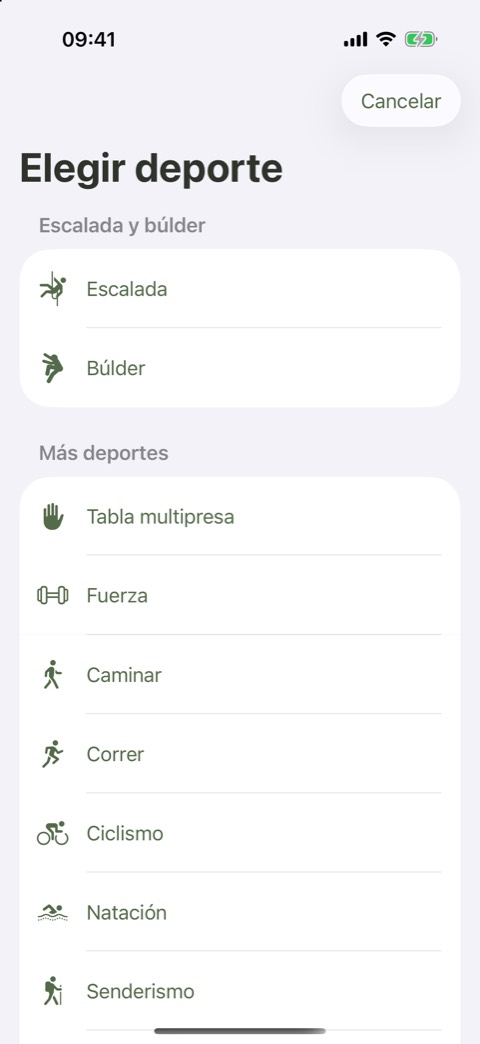 09:41
Cancelar
Elegir deporte
Escalada y búlder
Escalada
Búlder
Más deportes
Tabla multipresa
Fuerza
Caminar
Correr
Ciclismo
Natación
Senderismo